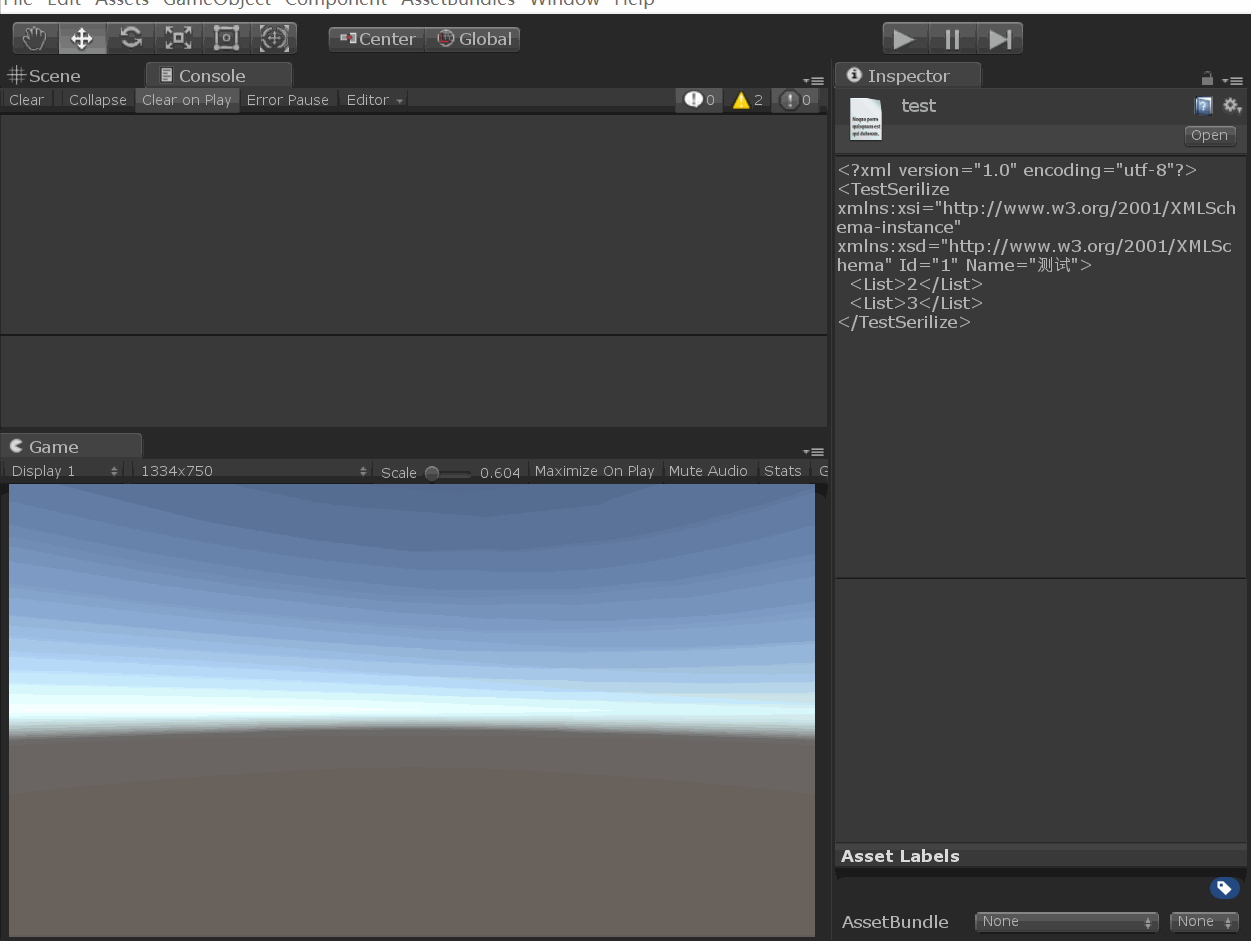 File Edit Assets GameObject Component AssetBundles Window Help
Center Global
Scene Console
Clear Collapse Clear on Play Error Pause Editor 0 2 0
Game
Display 1 1334x750 Scale 0.604 Maximize On Play Mute Audio Stats G
Inspector
test
Open
<?xml version="1.0" encoding="utf-8"?>
<TestSerilize
xmlns:xsi="http://www.w3.org/2001/XMLSch
ema-instance"
xmlns:xsd="http://www.w3.org/2001/XMLSc
hema" Id="1" Name="测试">
<List>2</List>
<List>3</List>
</TestSerilize>
Asset Labels
AssetBundle None None